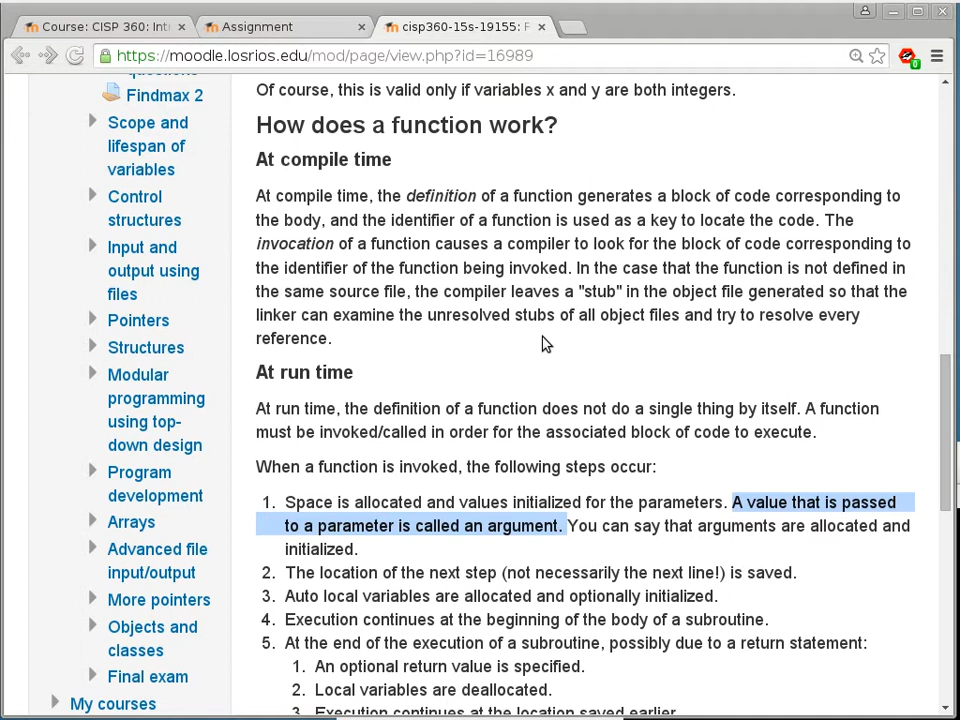 Course: CISP 360: Int
Assignment
cisp360-15s-19155: F
https://moodle.losrios.edu/mod/page/view.php?id=16989
0
questions
Findmax 2
Scope and
lifespan of
variables
Control
structures
Input and
output using
files
Pointers
Structures
Modular
programming
using top-
down design
Program
development
Arrays
Advanced file
input/output
More pointers
Objects and
classes
Final exam
My courses
Of course, this is valid only if variables x and y are both integers.
How does a function work?
At compile time
At compile time, the definition of a function generates a block of code corresponding to
the body, and the identifier of a function is used as a key to locate the code. The
invocation of a function causes a compiler to look for the block of code corresponding to
the identifier of the function being invoked. In the case that the function is not defined in
the same source file, the compiler leaves a "stub" in the object file generated so that the
linker can examine the unresolved stubs of all object files and try to resolve every
reference.
At run time
At run time, the definition of a function does not do a single thing by itself. A function
must be invoked/called in order for the associated block of code to execute.
When a function is invoked, the following steps occur:
1. Space is allocated and values initialized for the parameters. A value that is passed
to a parameter is called an argument. You can say that arguments are allocated and
initialized.
2. The location of the next step (not necessarily the next line!) is saved.
3. Auto local variables are allocated and optionally initialized.
4. Execution continues at the beginning of the body of a subroutine.
5. At the end of the execution of a subroutine, possibly due to a return statement:
1. An optional return value is specified.
2. Local variables are deallocated.
3. Execution continues at the location saved earlier